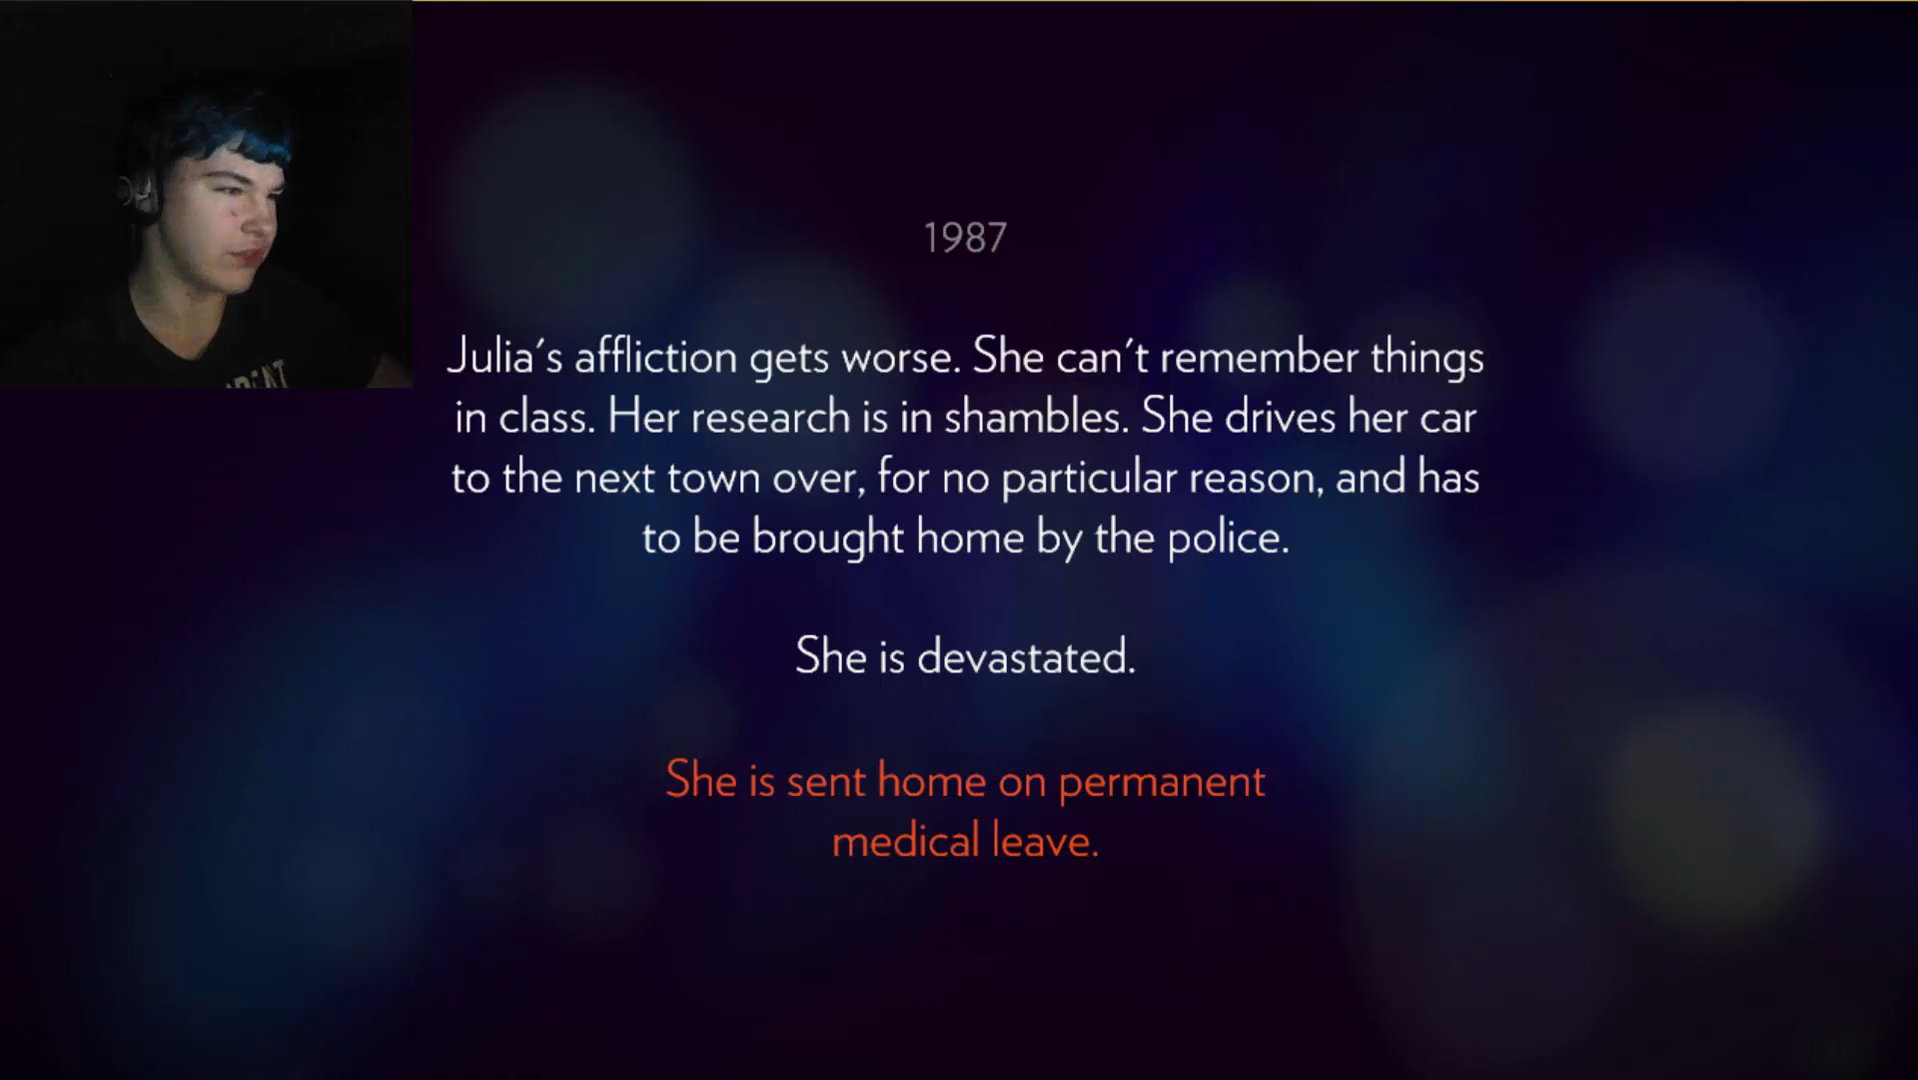 1987
Julia's affliction gets worse. She can't remember things
in class. Her research is in shambles. She drives her car
to the next town over, for no particular reason, and has
to be brought home by the police.
She is devastated.
She is sent home on permanent
medical leave.